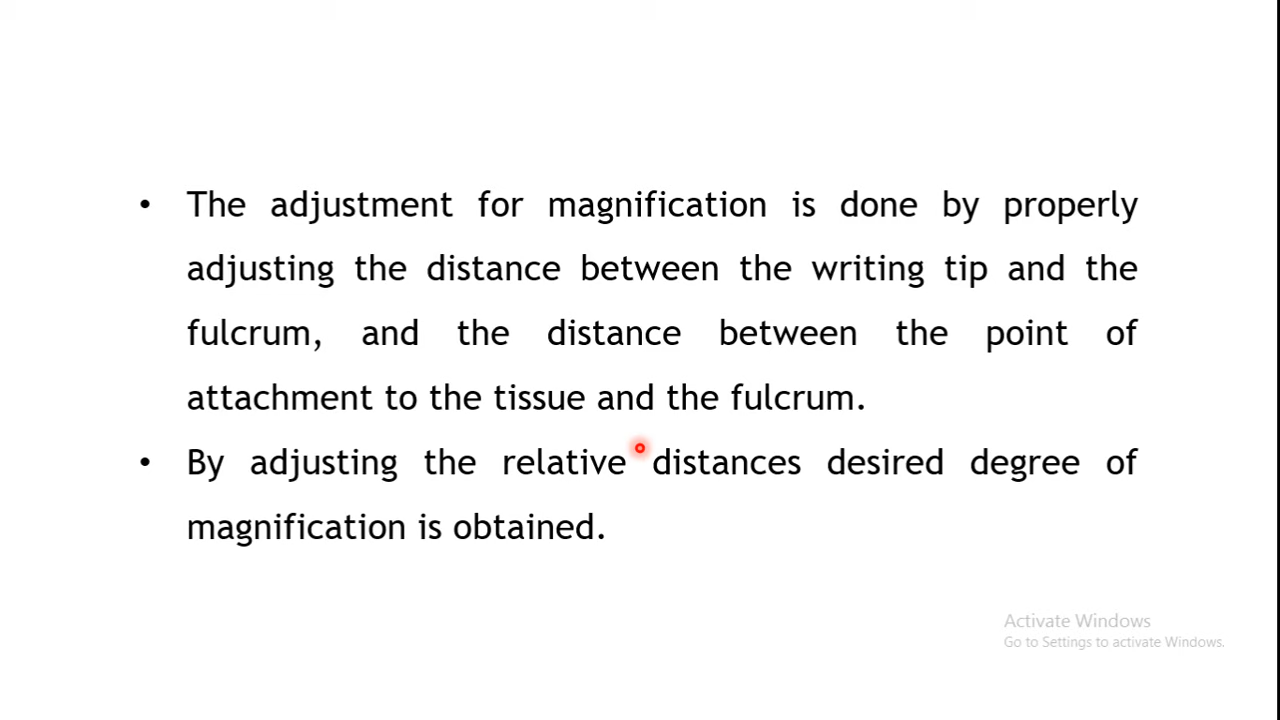 • The adjustment for magnification is done by properly
adjusting the distance between the writing tip and the
fulcrum, and the distance between the point of
attachment to the tissue and the fulcrum.
• By adjusting the relative distances desired degree of
magnification is obtained.
Activate Windows
Go to Settings to activate Windows.